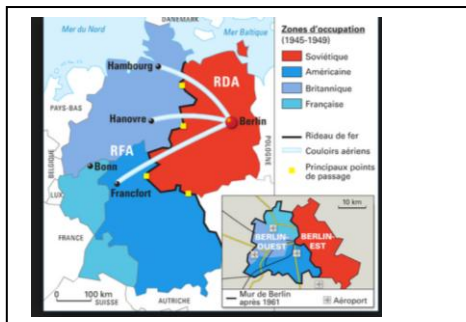 DANEMARK
Mer du Nord
Mer Baltique
Hambourg
RDA
PAYS-BAS
Hanovre
Berlin
RFA
POLOGNE
BELGIQUE
Bonn
LUX.
Francfort
FRANCE
0
100 km
SUISSE
AUTRICHE
Zones d'occupation
(1945-1949)
Soviétique
Américaine
Britannique
Française
Rideau de fer
Couloirs aériens
Principaux points
de passage
10 km
BERLIN-
OUEST
BERLIN-
EST
Mur de Berlin
après 1961
Aéroport